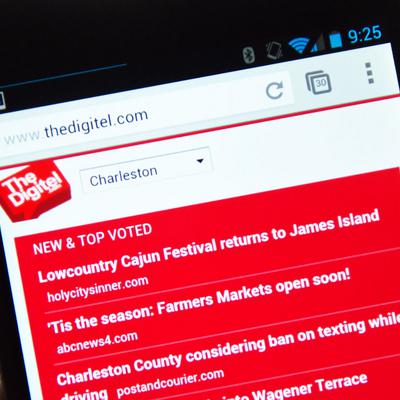 9:25
www.thedigitel.com
30
The
Digitel
Charleston
NEW & TOP VOTED
Lowcountry Cajun Festival returns to James Island
holycitysinner.com
'Tis the season: Farmers Markets open soon!
abcnews4.com
Charleston County considering ban on texting while
driving postandcourier.com
Wagener Terrace